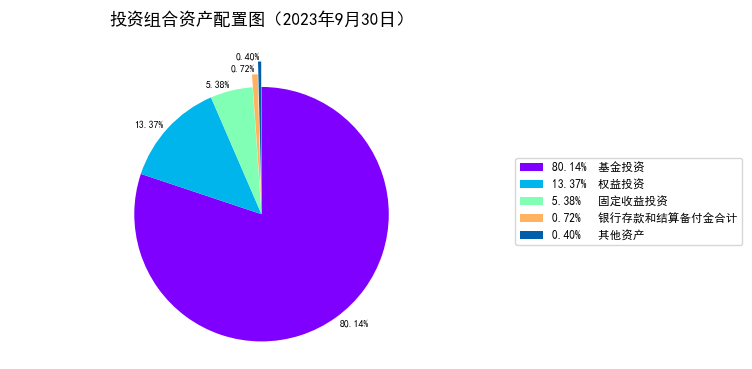 投资组合资产配置图（2023年9月30日）
0.40%
0.72%
5.38%
13.37%
80.14%
80.14% 基金投资
13.37% 权益投资
5.38% 固定收益投资
0.72% 银行存款和结算备付金合计
0.40% 其他资产